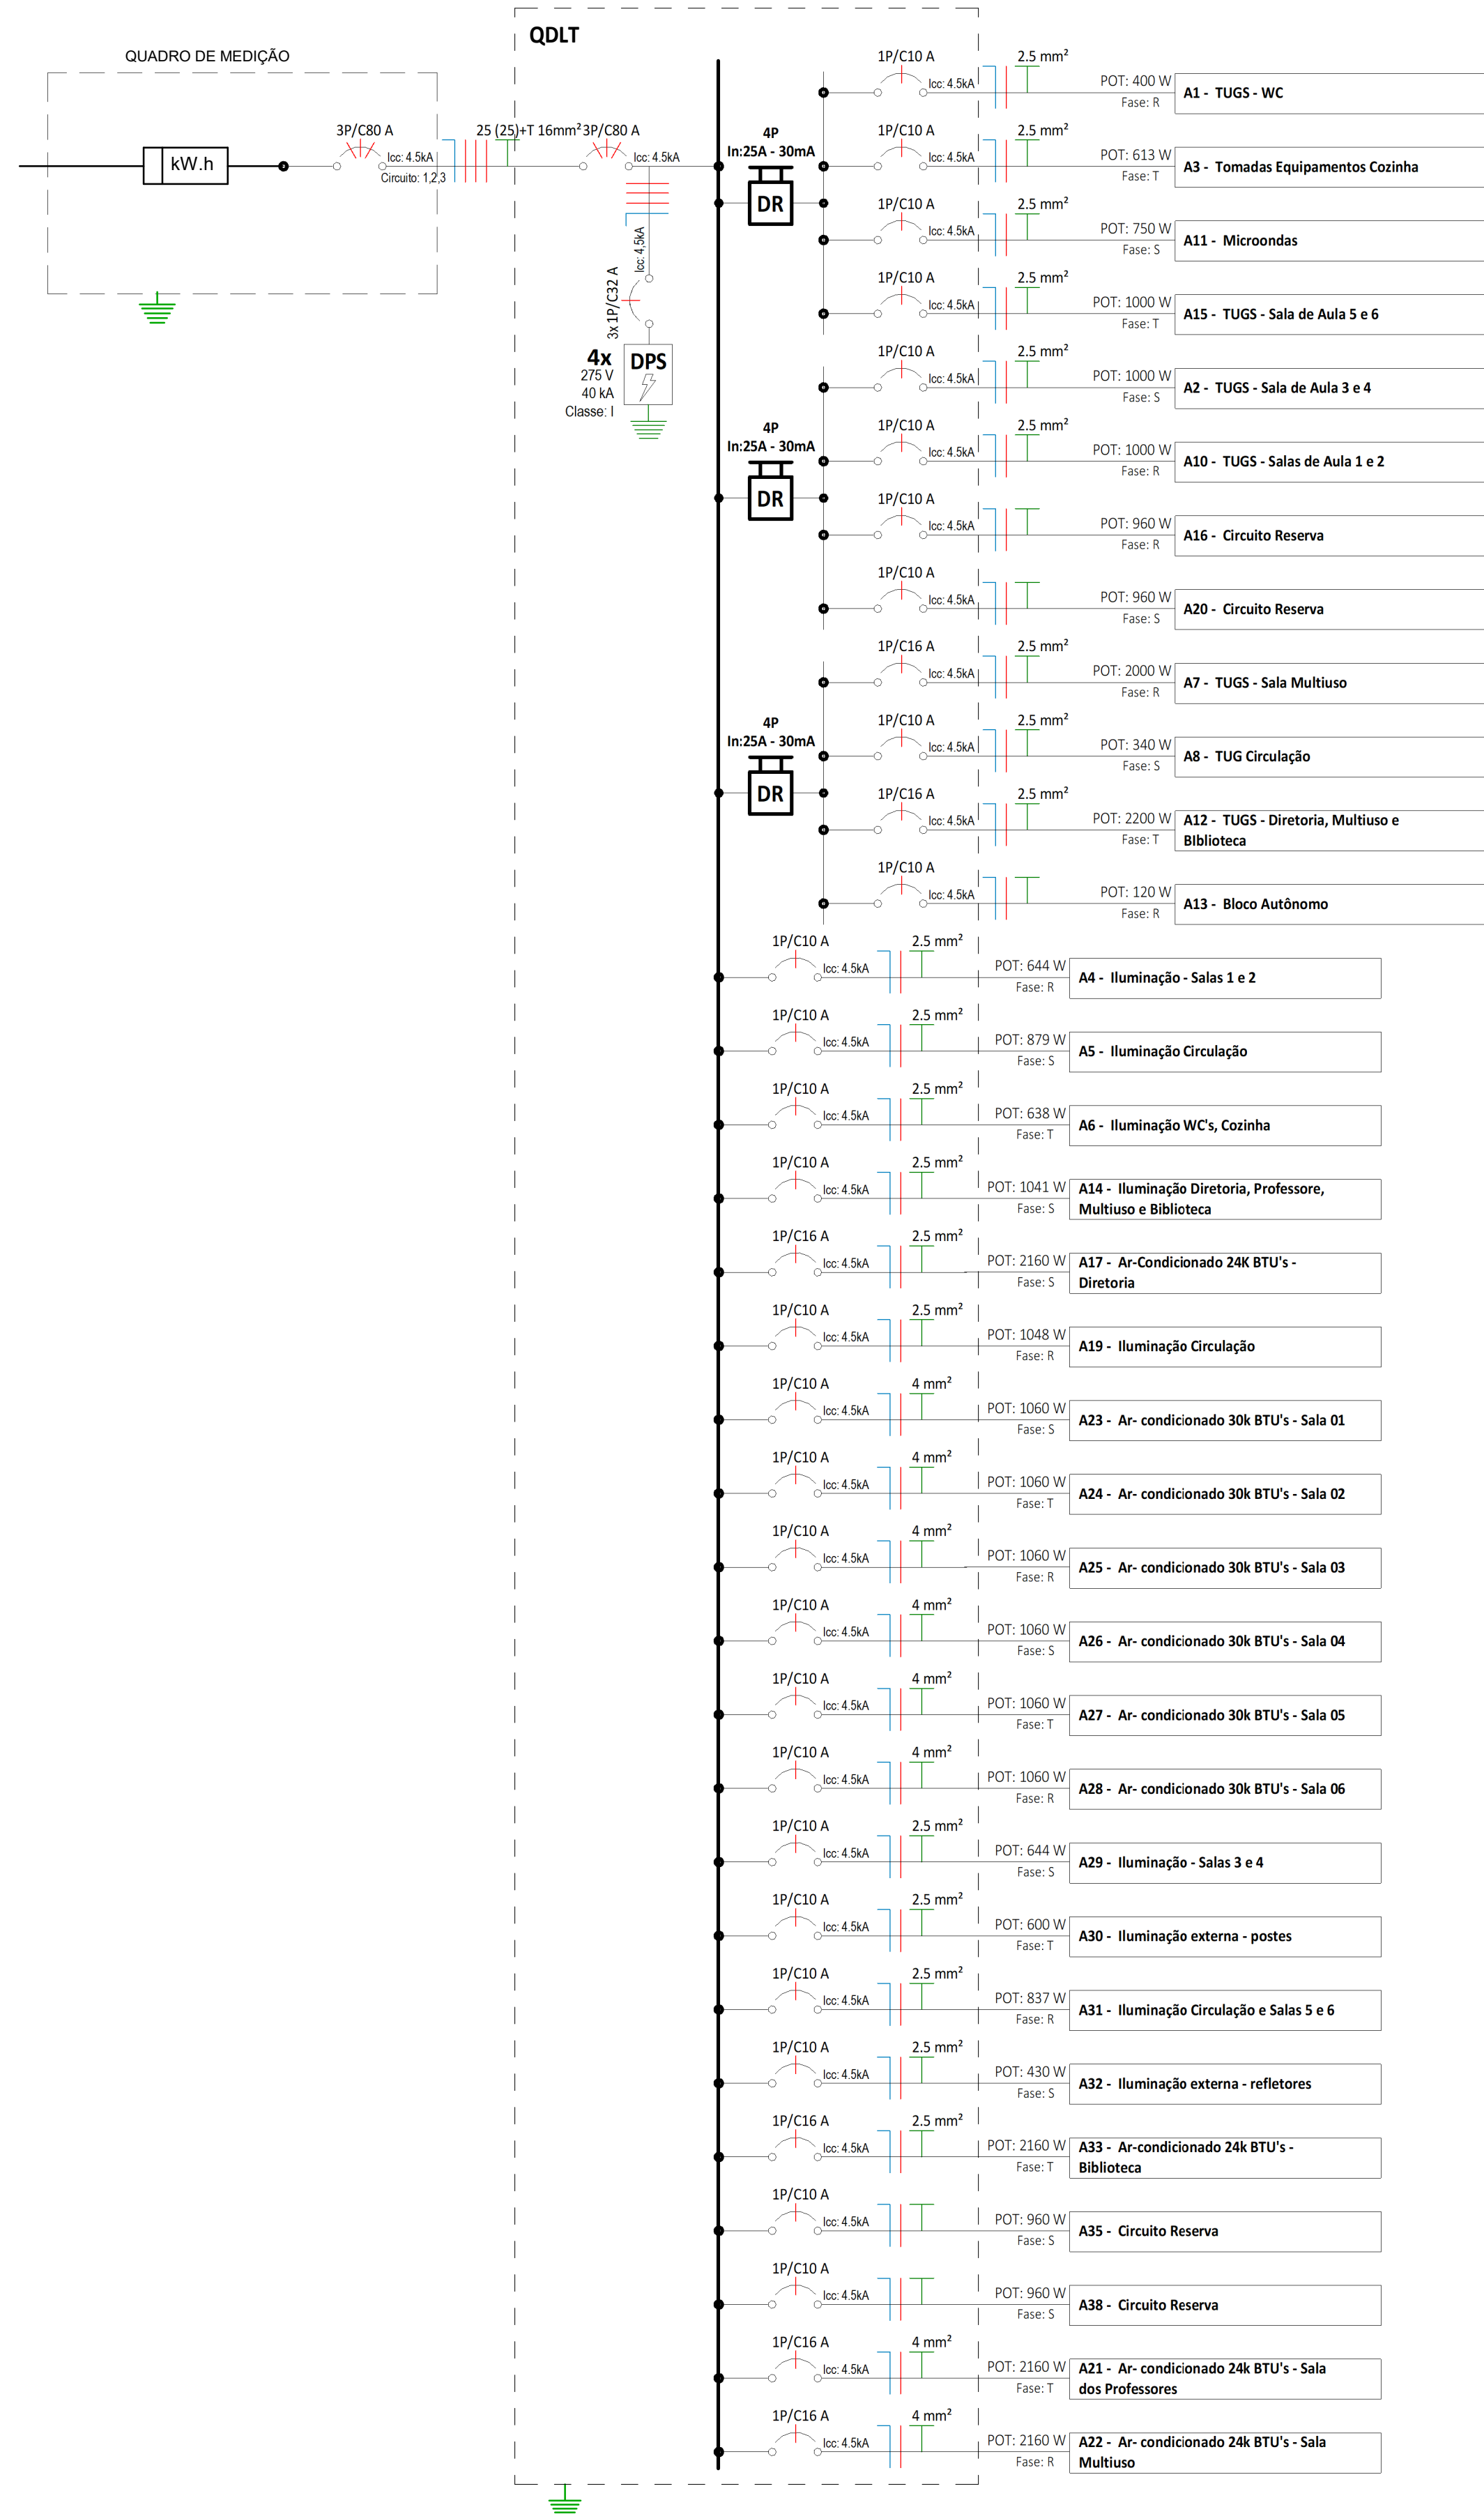 QDLT
QUADRO DE MEDIÇÃO
kW.h
3P/C80 A
Icc: 4.5kA
Circuito: 1,2,3
25 (25)+T 16mm²
3P/C80 A
Icc: 4.5kA
Icc: 4,5kA
3x 1P/C32 A
4x
275 V
40 kA
Classe: I
DPS
4P
In:25A - 30mA
DR
1P/C10 A
Icc: 4.5kA
2.5 mm²
POT: 400 W
Fase: R
A1 - TUGS - WC
1P/C10 A
Icc: 4.5kA
2.5 mm²
POT: 613 W
Fase: T
A3 - Tomadas Equipamentos Cozinha
1P/C10 A
Icc: 4.5kA
2.5 mm²
POT: 750 W
Fase: S
A11 - Microondas
1P/C10 A
Icc: 4.5kA
2.5 mm²
POT: 1000 W
Fase: T
A15 - TUGS - Sala de Aula 5 e 6
4P
In:25A - 30mA
DR
1P/C10 A
Icc: 4.5kA
2.5 mm²
POT: 1000 W
Fase: S
A2 - TUGS - Sala de Aula 3 e 4
1P/C10 A
Icc: 4.5kA
2.5 mm²
POT: 1000 W
Fase: R
A10 - TUGS - Salas de Aula 1 e 2
1P/C10 A
Icc: 4.5kA
POT: 960 W
Fase: R
A16 - Circuito Reserva
1P/C10 A
Icc: 4.5kA
POT: 960 W
Fase: S
A20 - Circuito Reserva
4P
In:25A - 30mA
DR
1P/C16 A
Icc: 4.5kA
2.5 mm²
POT: 2000 W
Fase: R
A7 - TUGS - Sala Multiuso
1P/C10 A
Icc: 4.5kA
2.5 mm²
POT: 340 W
Fase: S
A8 - TUG Circulação
1P/C16 A
Icc: 4.5kA
2.5 mm²
POT: 2200 W
Fase: T
A12 - TUGS - Diretoria, Multiuso e
BIblioteca
1P/C10 A
Icc: 4.5kA
POT: 120 W
Fase: R
A13 - Bloco Autônomo
1P/C10 A
Icc: 4.5kA
2.5 mm²
POT: 644 W
Fase: R
A4 - Iluminação - Salas 1 e 2
1P/C10 A
Icc: 4.5kA
2.5 mm²
POT: 879 W
Fase: S
A5 - Iluminação Circulação
1P/C10 A
Icc: 4.5kA
2.5 mm²
POT: 638 W
Fase: T
A6 - Iluminação WC's, Cozinha
1P/C10 A
Icc: 4.5kA
2.5 mm²
POT: 1041 W
Fase: S
A14 - Iluminação Diretoria, Professore,
Multiuso e Biblioteca
1P/C16 A
Icc: 4.5kA
2.5 mm²
POT: 2160 W
Fase: S
A17 - Ar-Condicionado 24K BTU's -
Diretoria
1P/C10 A
Icc: 4.5kA
2.5 mm²
POT: 1048 W
Fase: R
A19 - Iluminação Circulação
1P/C10 A
Icc: 4.5kA
4 mm²
POT: 1060 W
Fase: S
A23 - Ar- condicionado 30k BTU's - Sala 01
1P/C10 A
Icc: 4.5kA
4 mm²
POT: 1060 W
Fase: T
A24 - Ar- condicionado 30k BTU's - Sala 02
1P/C10 A
Icc: 4.5kA
4 mm²
POT: 1060 W
Fase: R
A25 - Ar- condicionado 30k BTU's - Sala 03
1P/C10 A
Icc: 4.5kA
4 mm²
POT: 1060 W
Fase: S
A26 - Ar- condicionado 30k BTU's - Sala 04
1P/C10 A
Icc: 4.5kA
4 mm²
POT: 1060 W
Fase: T
A27 - Ar- condicionado 30k BTU's - Sala 05
1P/C10 A
Icc: 4.5kA
4 mm²
POT: 1060 W
Fase: R
A28 - Ar- condicionado 30k BTU's - Sala 06
1P/C10 A
Icc: 4.5kA
2.5 mm²
POT: 644 W
Fase: S
A29 - Iluminação - Salas 3 e 4
1P/C10 A
Icc: 4.5kA
2.5 mm²
POT: 600 W
Fase: T
A30 - Iluminação externa - postes
1P/C10 A
Icc: 4.5kA
2.5 mm²
POT: 837 W
Fase: R
A31 - Iluminação Circulação e Salas 5 e 6
1P/C10 A
Icc: 4.5kA
2.5 mm²
POT: 430 W
Fase: S
A32 - Iluminação externa - refletores
1P/C16 A
Icc: 4.5kA
2.5 mm²
POT: 2160 W
Fase: T
A33 - Ar-condicionado 24k BTU's -
Biblioteca
1P/C10 A
Icc: 4.5kA
POT: 960 W
Fase: S
A35 - Circuito Reserva
1P/C10 A
Icc: 4.5kA
POT: 960 W
Fase: S
A38 - Circuito Reserva
1P/C16 A
Icc: 4.5kA
4 mm²
POT: 2160 W
Fase: T
A21 - Ar- condicionado 24k BTU's - Sala
dos Professores
1P/C16 A
Icc: 4.5kA
4 mm²
POT: 2160 W
Fase: R
A22 - Ar- condicionado 24k BTU's - Sala
Multiuso